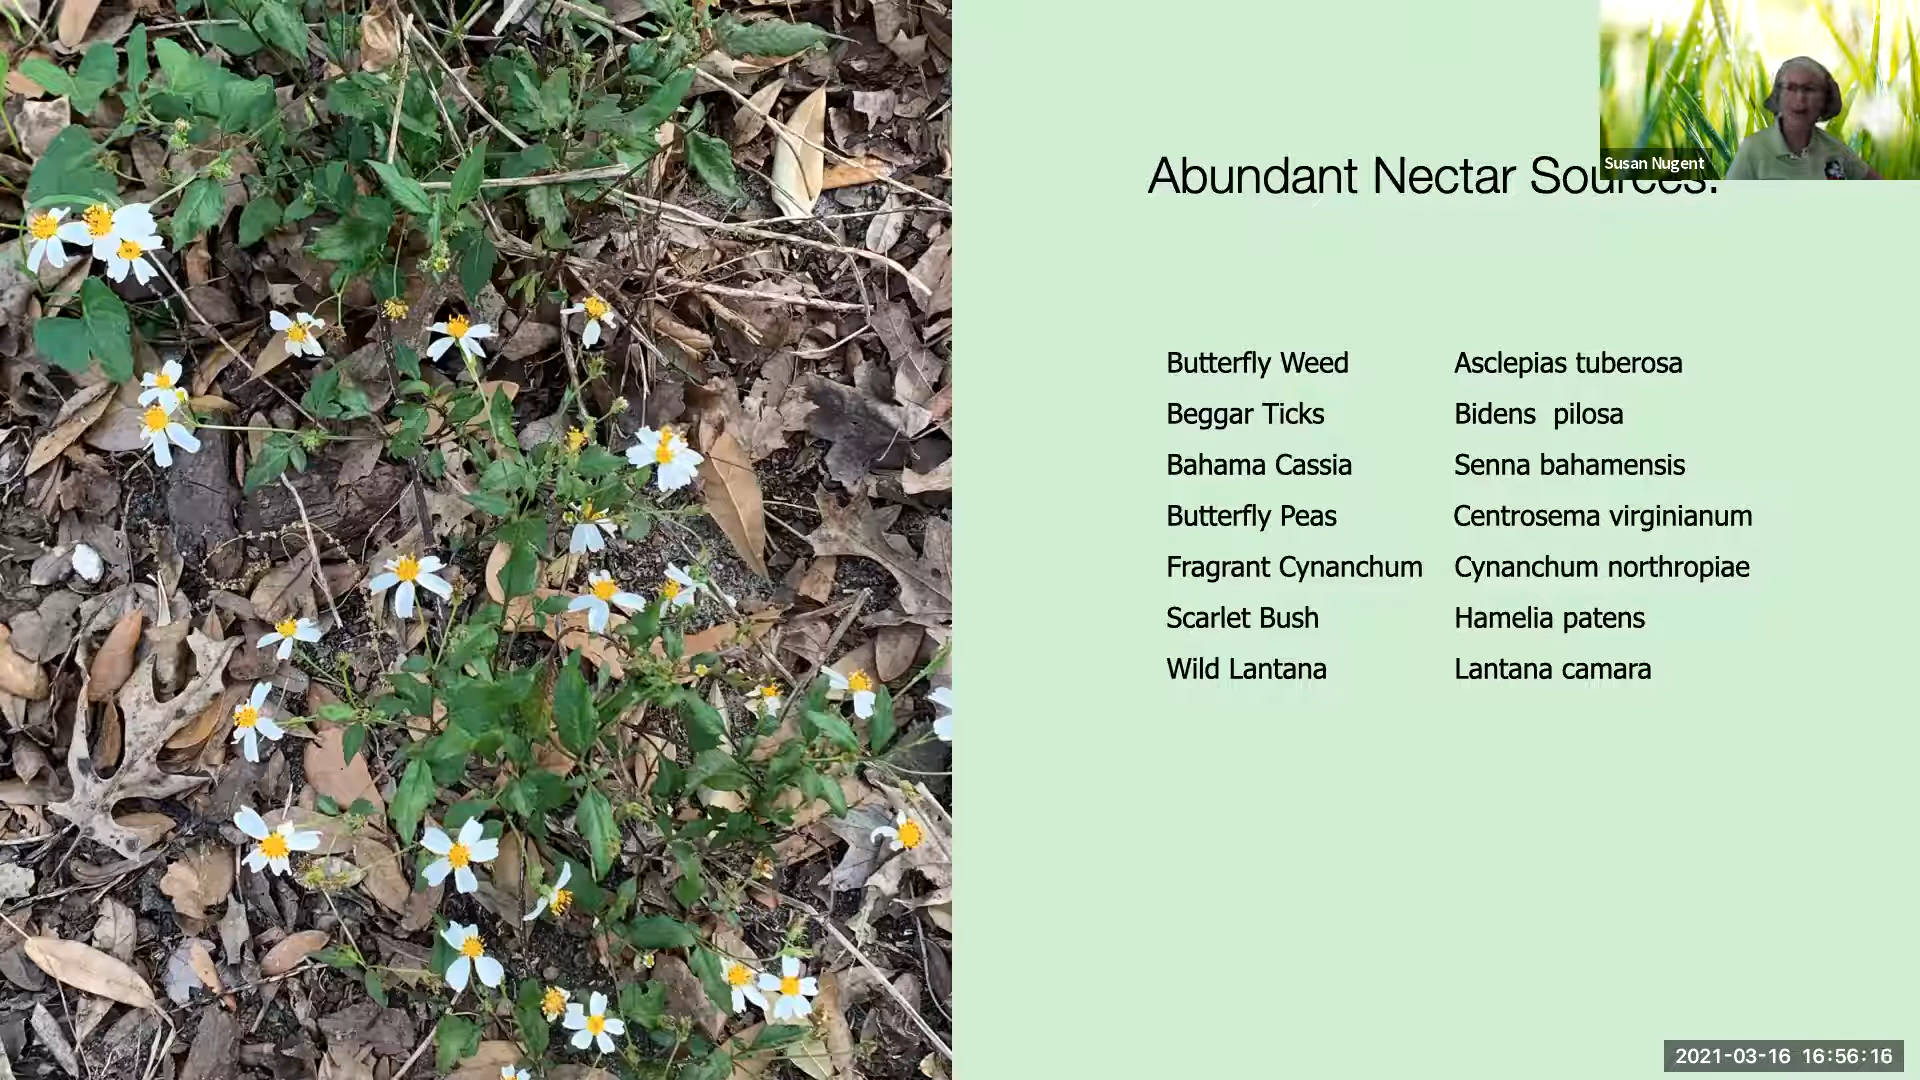 Susan Nugent
Abundant Nectar Sources:
Butterfly Weed Asclepias tuberosa
Beggar Ticks Bidens pilosa
Bahama Cassia Senna bahamensis
Butterfly Peas Centrosema virginianum
Fragrant Cynanchum Cynanchum northropiae
Scarlet Bush Hamelia patens
Wild Lantana Lantana camara
2021-03-16 16:56:16